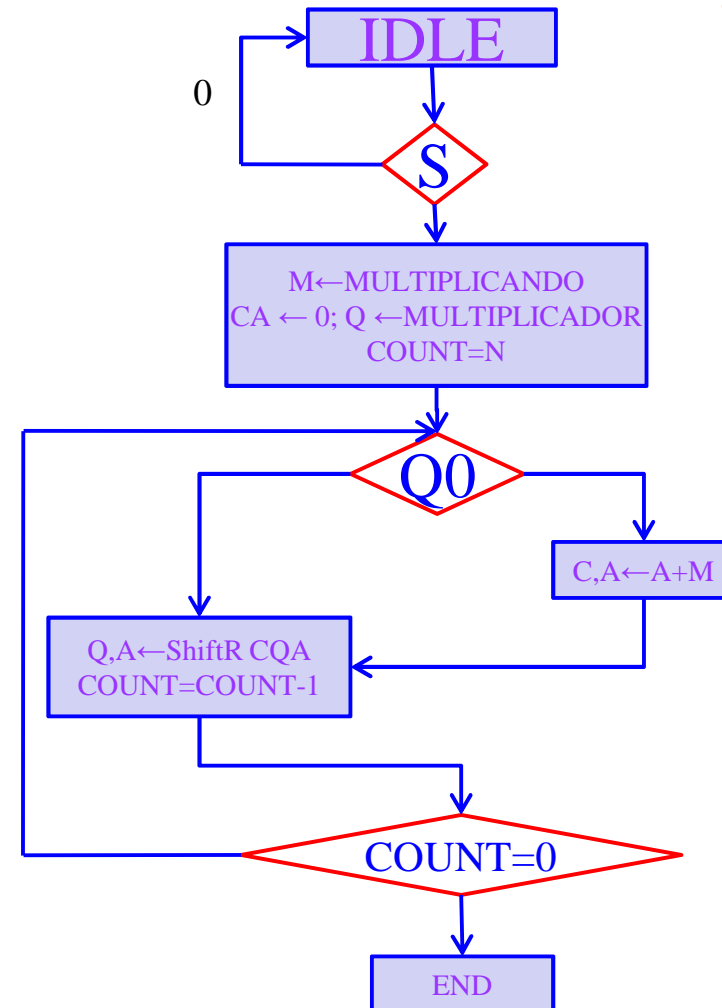 IDLE
0
S
M←MULTIPLICANDO
CA ← 0; Q ←MULTIPLICADOR
COUNT=N
Q0
C,A←A+M
Q,A←ShiftR CQA
COUNT=COUNT-1
COUNT=0
END